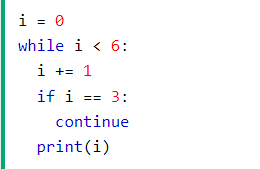 i = 0
while i < 6:
  i += 1
  if i == 3:
    continue
  print(i)